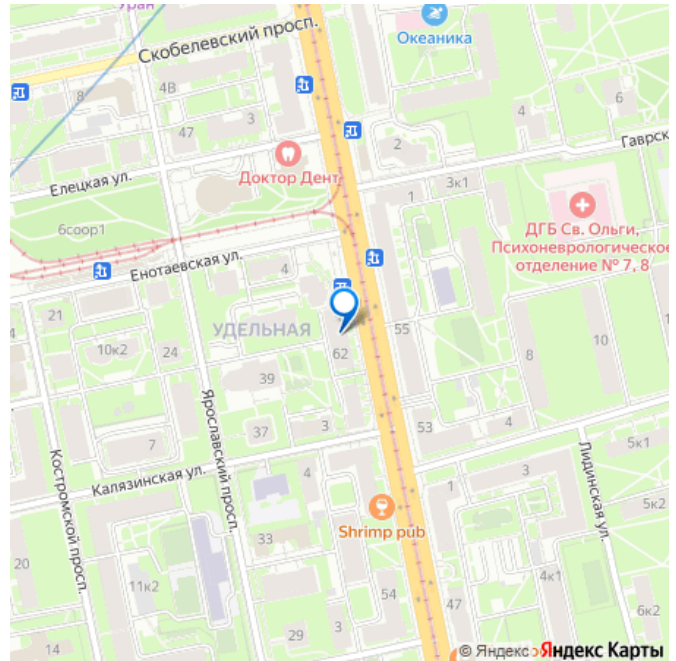 Уран
Скобелевский просп.
Океаника
8
4В
47
3
2
4
6
Елецкая ул.
Доктор Дент
Гаврск
1
3к1
6соор1
ДГБ Св. Ольги,
Психоневрологическое
отделение № 7, 8
Енотаевская ул.
4
21
4
УДЕЛЬНАЯ
10к2
24
62
55
8
10
39
Ярославский просп.
37
3
53
4
7
5к1
Калязинская ул.
4
1
3
Лидинская ул.
Костромской просп.
Shrimp pub
5к2
33
20
11к2
54
4к1
47
6к2
29
32
14
© Яндекс
Яндекс Карты